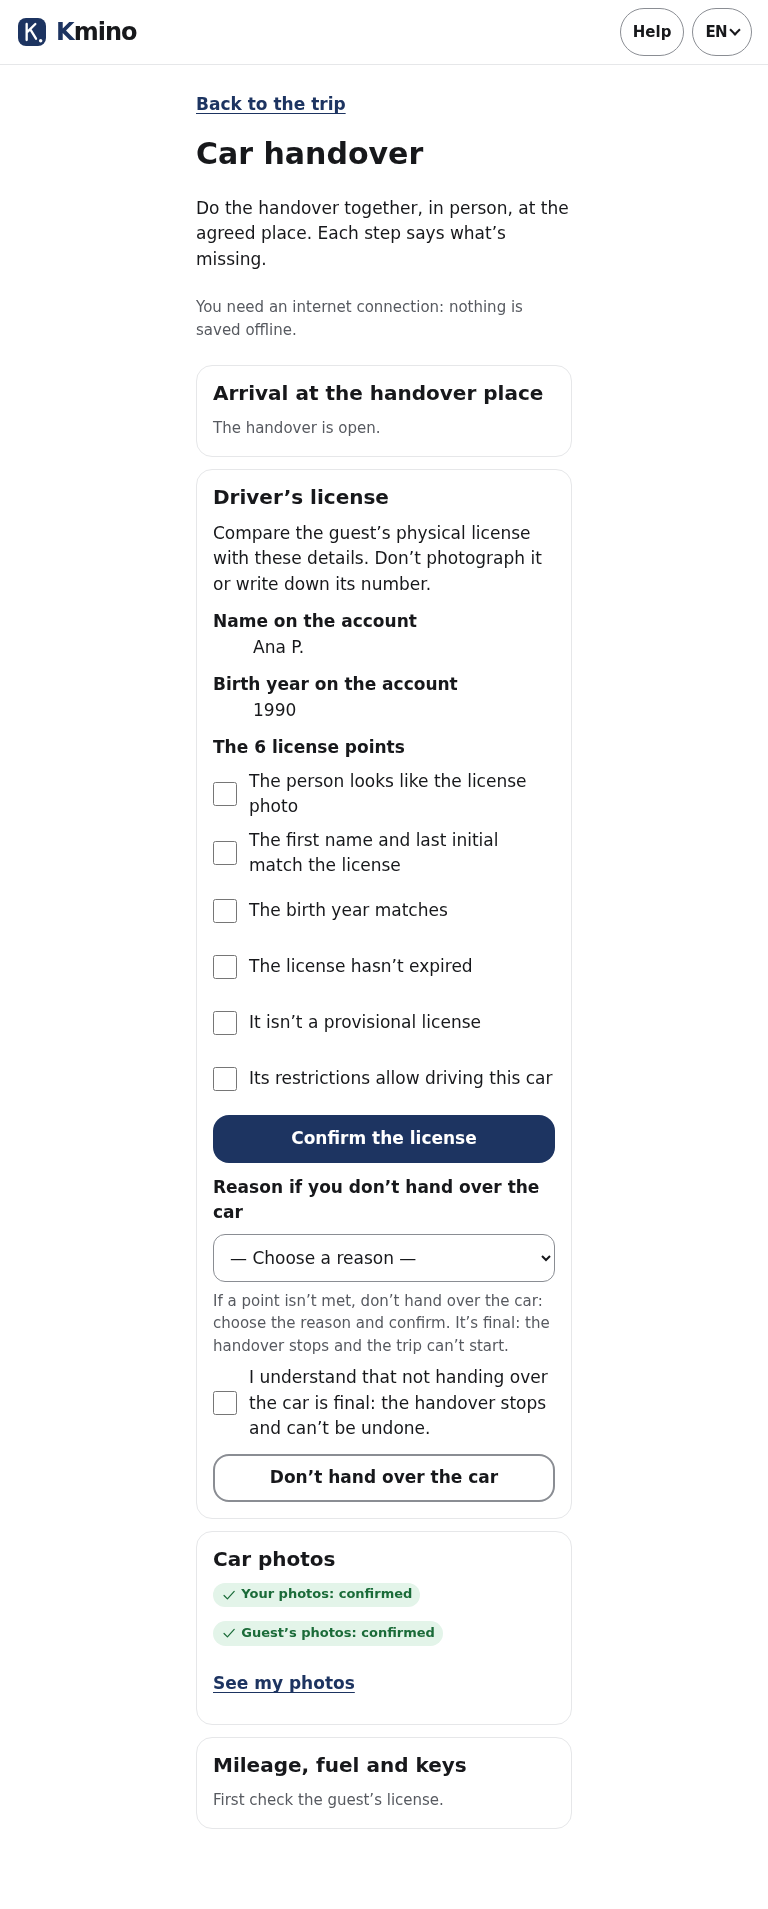 K. Kmino
Help
EN
Back to the trip
Car handover
Do the handover together, in person, at the
agreed place. Each step says what’s
missing.
You need an internet connection: nothing is
saved offline.
Arrival at the handover place
The handover is open.
Driver’s license
Compare the guest’s physical license
with these details. Don’t photograph it
or write down its number.
Name on the account
Ana P.
Birth year on the account
1990
The 6 license points
The person looks like the license
photo
The first name and last initial
match the license
The birth year matches
The license hasn’t expired
It isn’t a provisional license
Its restrictions allow driving this car
Confirm the license
Reason if you don’t hand over the
car
— Choose a reason —
If a point isn’t met, don’t hand over the car:
choose the reason and confirm. It’s final: the
handover stops and the trip can’t start.
I understand that not handing over
the car is final: the handover stops
and can’t be undone.
Don’t hand over the car
Car photos
Your photos: confirmed
Guest’s photos: confirmed
See my photos
Mileage, fuel and keys
First check the guest’s license.